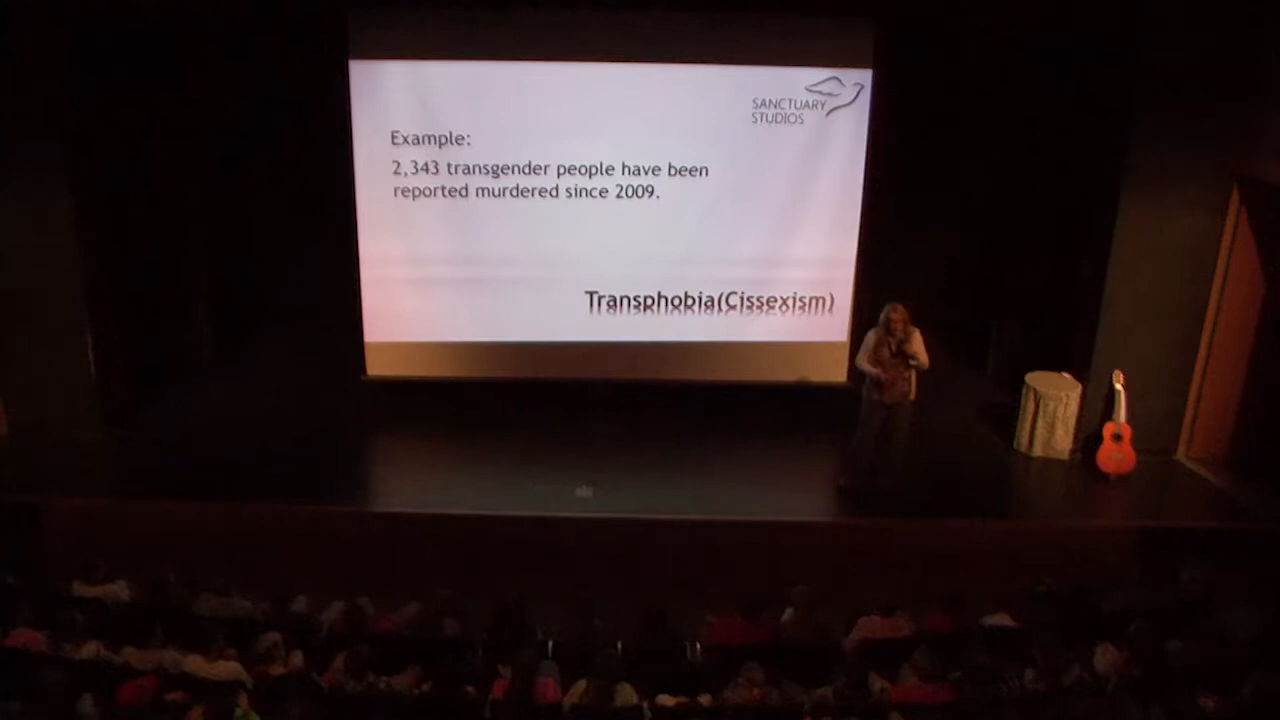 SANCTUARY
STUDIOS
Example:
2,343 transgender people have been
reported murdered since 2009.
Transphobia(Cissexism)